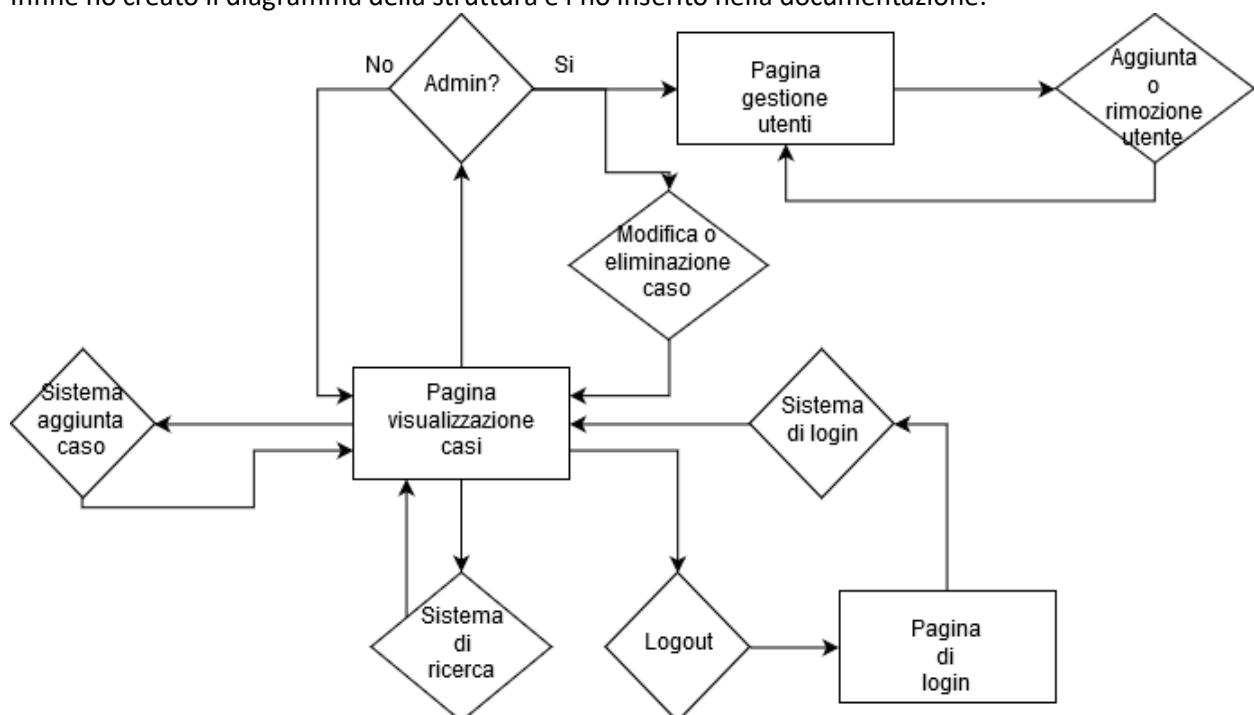 Infine ho creato il diagramma della struttura e l'ho inserito nella documentazione.
No
Admin?
Si
Pagina
gestione
utenti
Aggiunta
o
rimozione
utente
Modifica o
eliminazione
caso
Sistema
aggiunta
caso
Pagina
visualizzazione
casi
Sistema
di login
Sistema
di
ricerca
Logout
Pagina
di
login